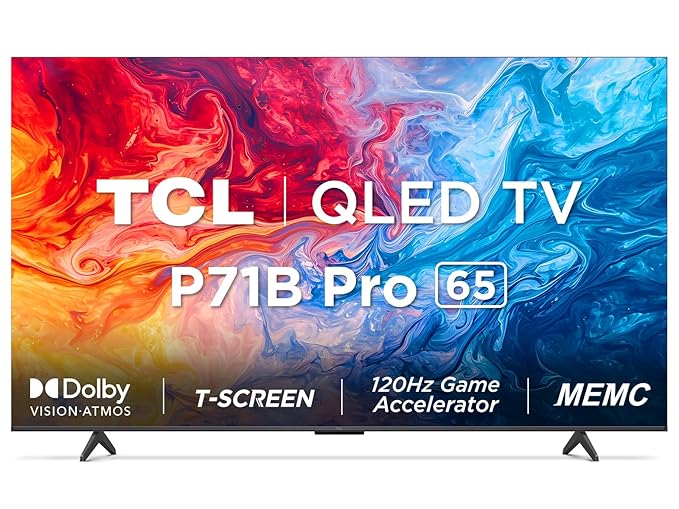 TCL | QLED TV
P71B Pro 65
Dolby
VISION·ATMOS
T-SCREEN
120Hz Game
Accelerator
MEMC